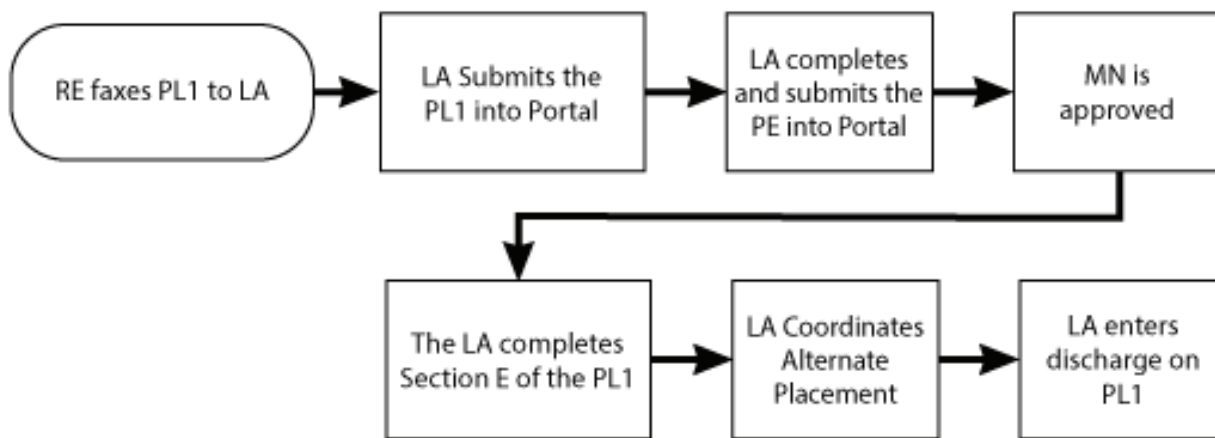 RE faxes PL1 to LA
LA Submits the
PL1 into Portal
LA completes
and submits the
PE into Portal
MN is
approved
The LA completes
Section E of the PL1
LA Coordinates
Alternate
Placement
LA enters
discharge on
PL1